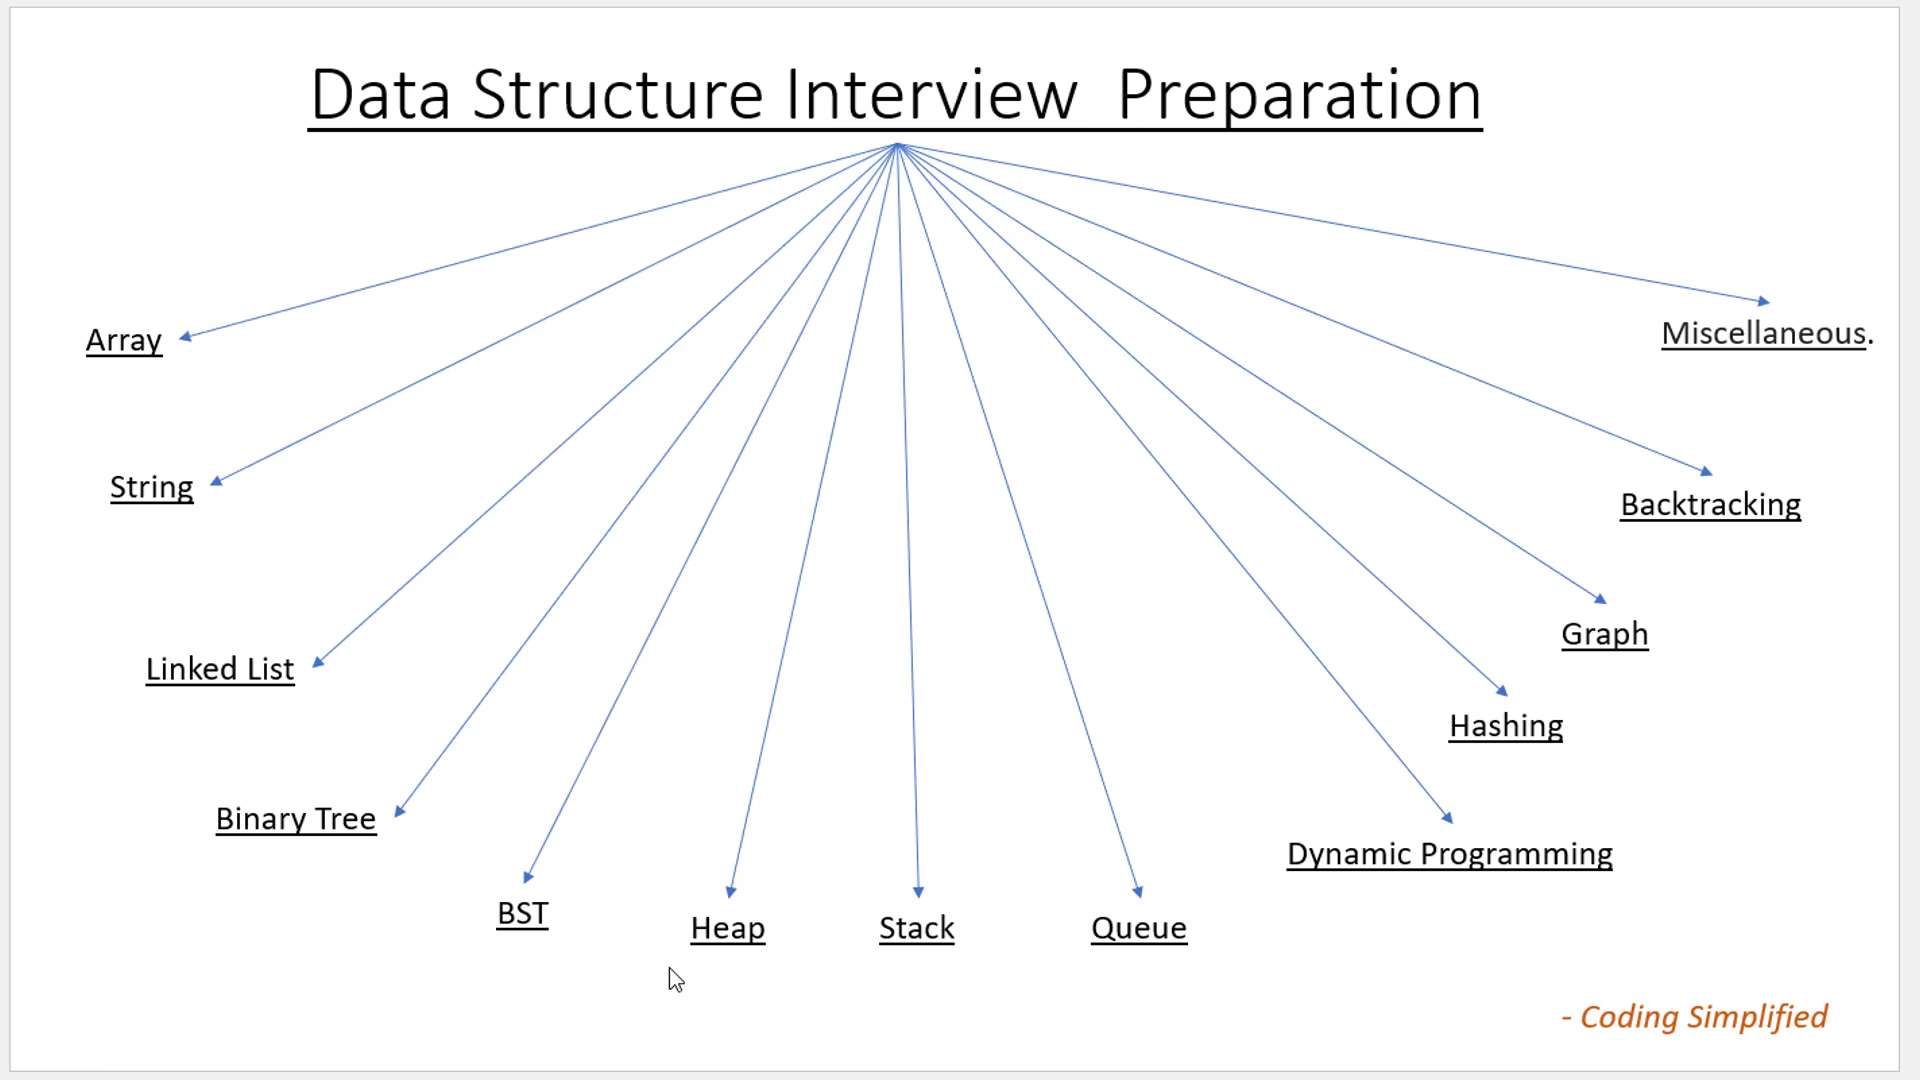 Data Structure Interview  Preparation
Array
Miscellaneous.
String
Backtracking
Graph
Linked List
Hashing
Binary Tree
Dynamic Programming
BST
Heap
Stack
Queue
- Coding Simplified